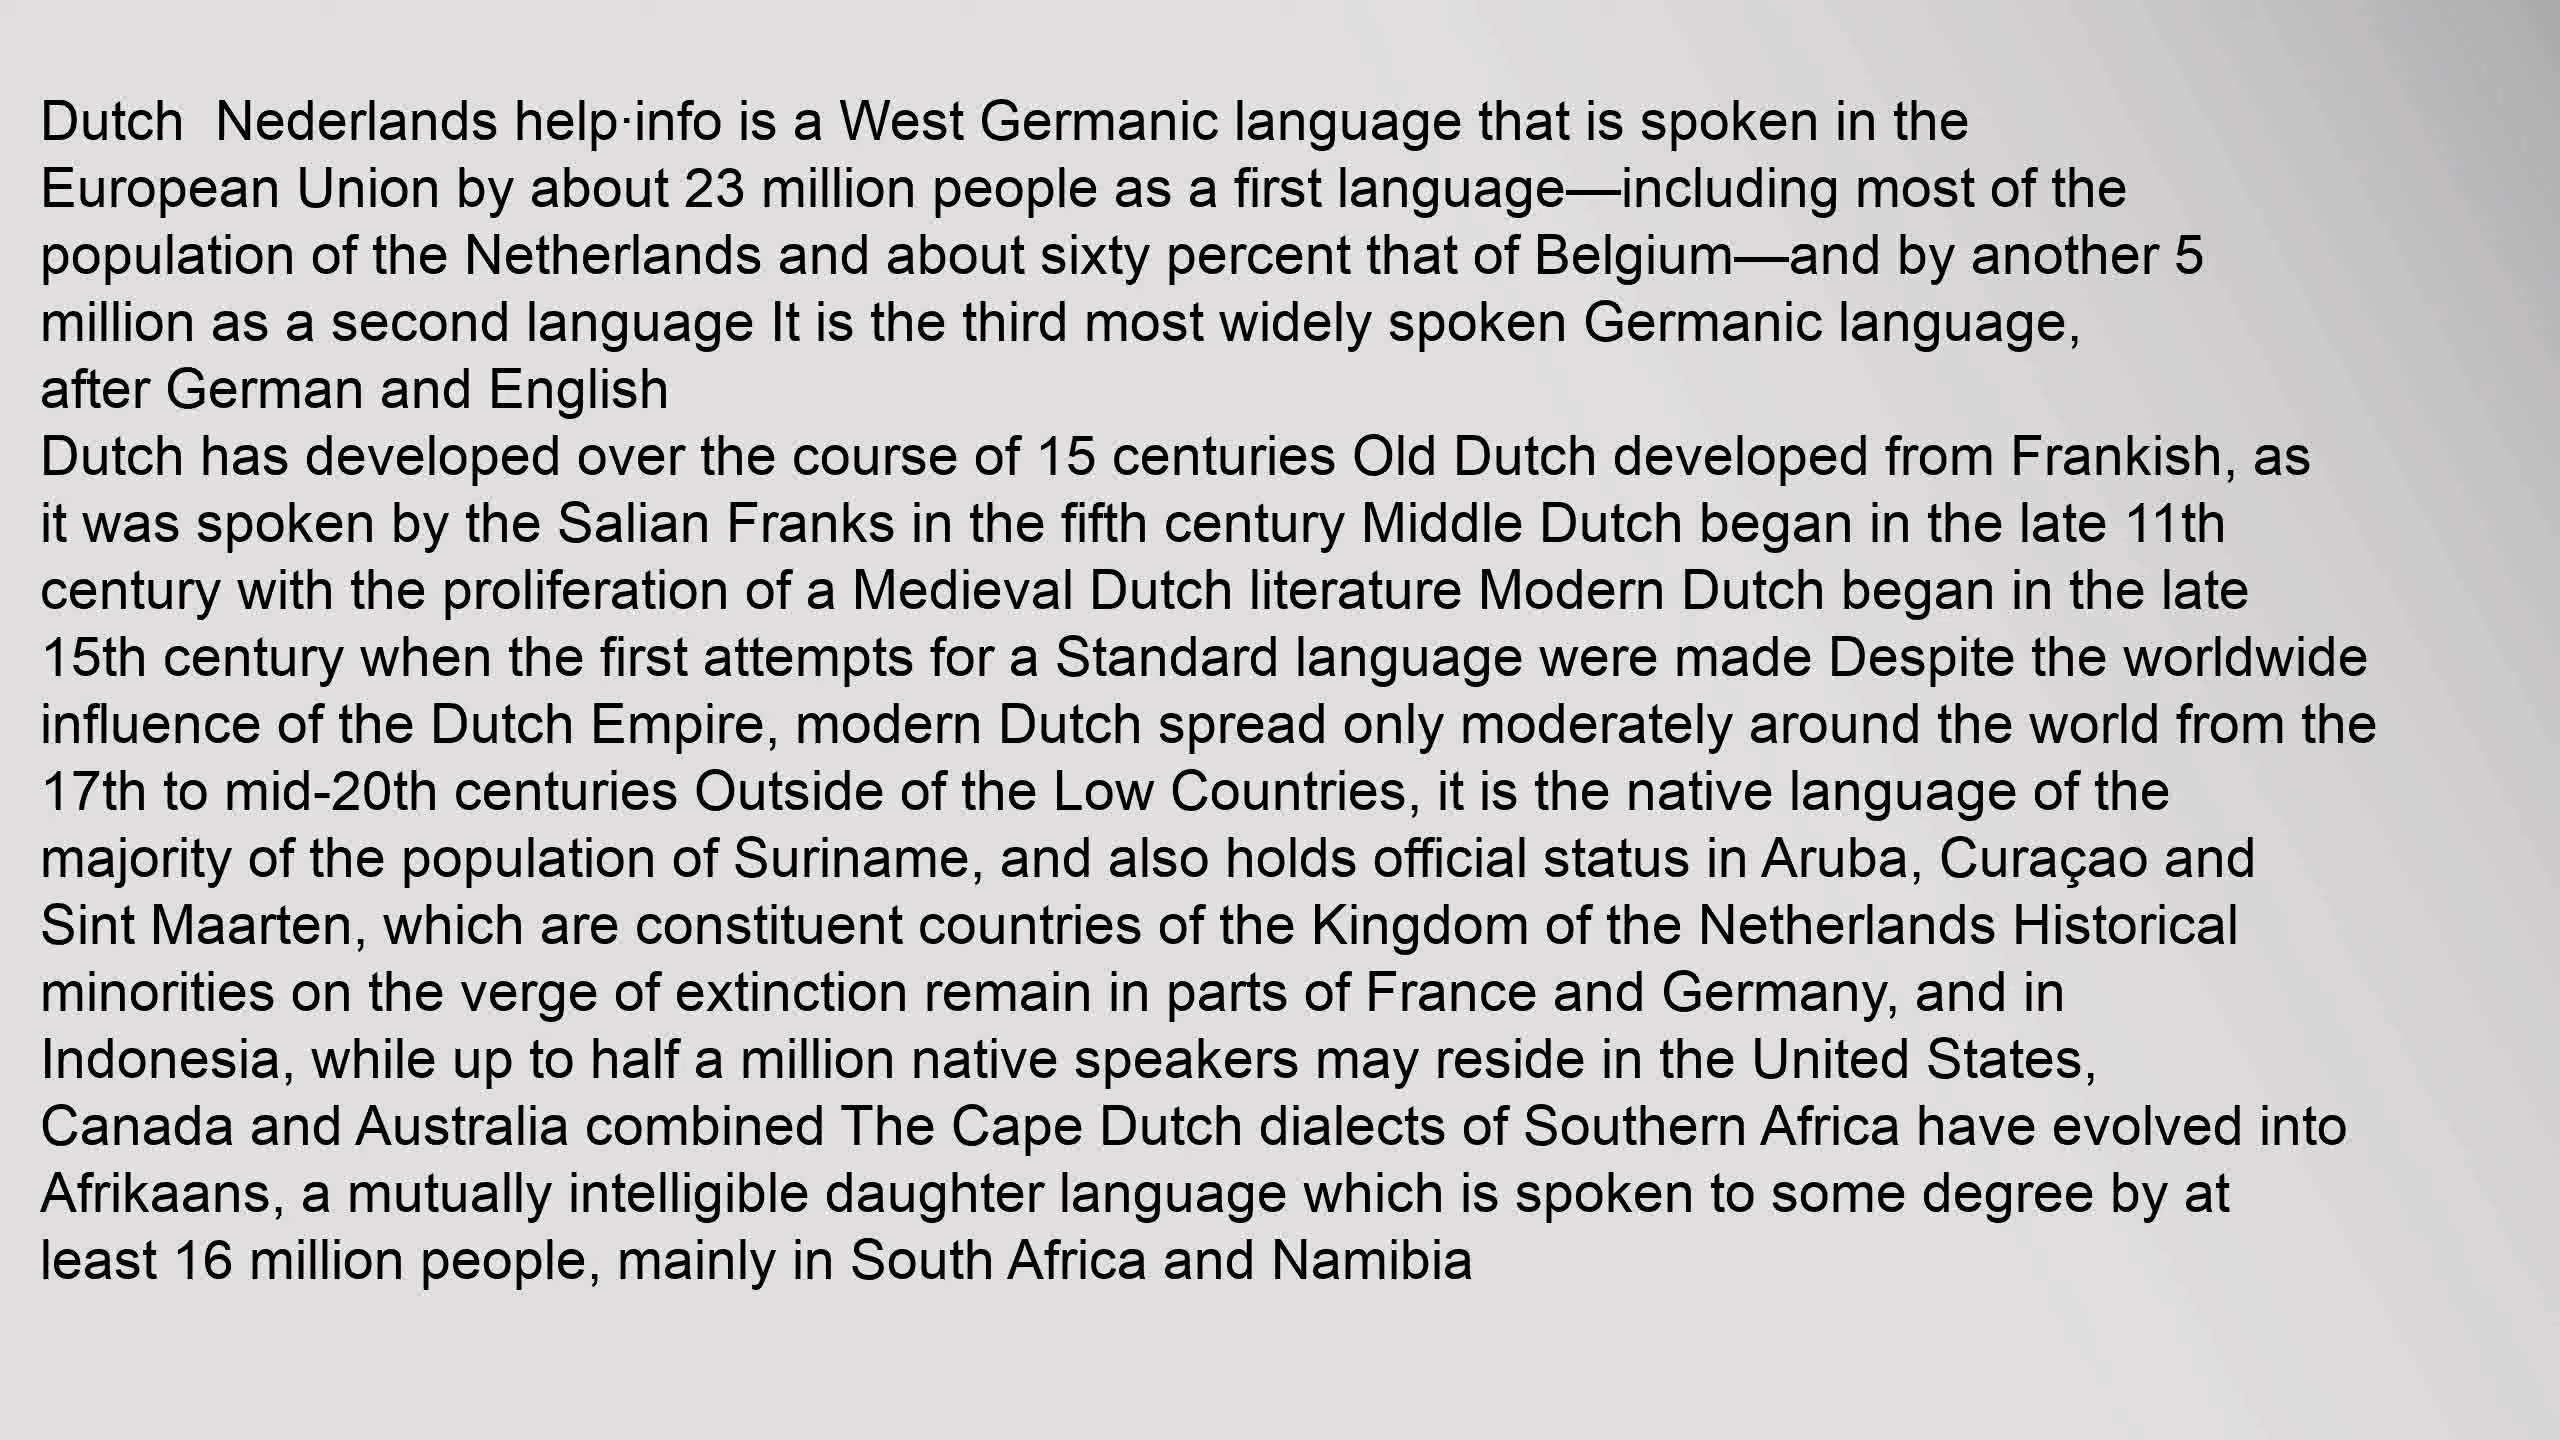 Dutch  Nederlands help·info is a West Germanic language that is spoken in the
European Union by about 23 million people as a first language—including most of the
population of the Netherlands and about sixty percent that of Belgium—and by another 5
million as a second language It is the third most widely spoken Germanic language,
after German and English
Dutch has developed over the course of 15 centuries Old Dutch developed from Frankish, as
it was spoken by the Salian Franks in the fifth century Middle Dutch began in the late 11th
century with the proliferation of a Medieval Dutch literature Modern Dutch began in the late
15th century when the first attempts for a Standard language were made Despite the worldwide
influence of the Dutch Empire, modern Dutch spread only moderately around the world from the
17th to mid-20th centuries Outside of the Low Countries, it is the native language of the
majority of the population of Suriname, and also holds official status in Aruba, Curaçao and
Sint Maarten, which are constituent countries of the Kingdom of the Netherlands Historical
minorities on the verge of extinction remain in parts of France and Germany, and in
Indonesia, while up to half a million native speakers may reside in the United States,
Canada and Australia combined The Cape Dutch dialects of Southern Africa have evolved into
Afrikaans, a mutually intelligible daughter language which is spoken to some degree by at
least 16 million people, mainly in South Africa and Namibia